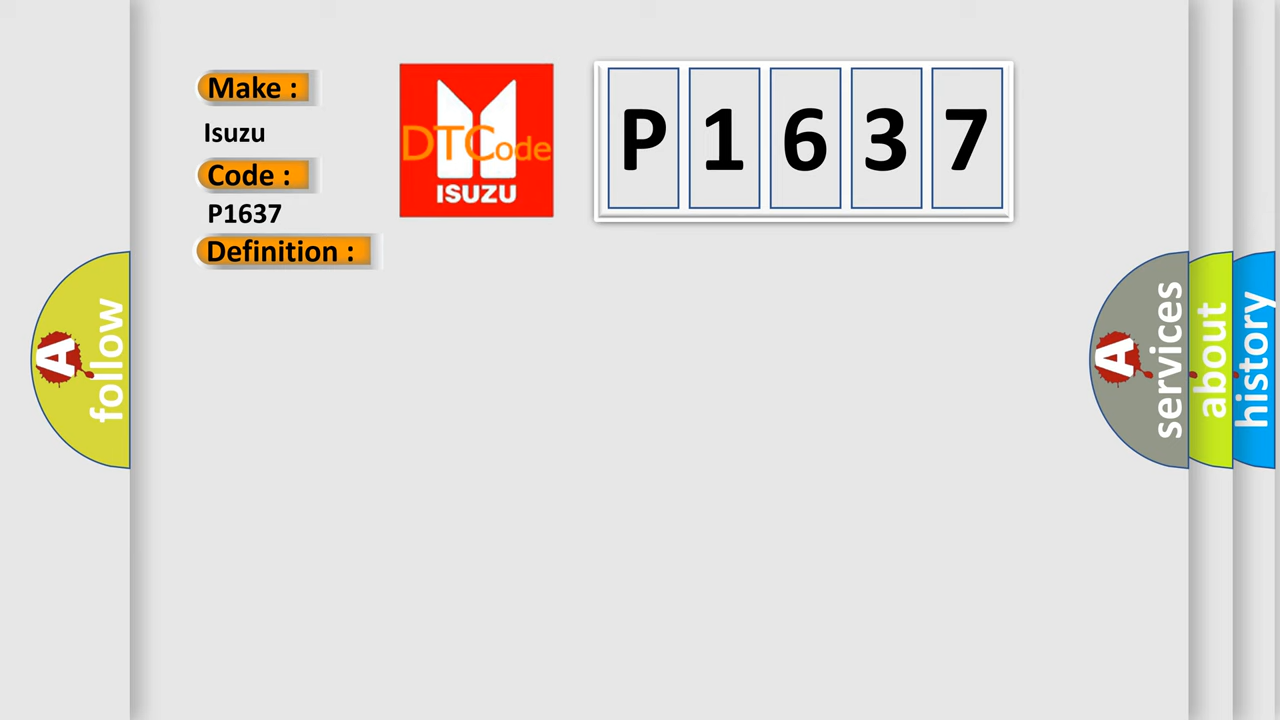 Make :
Isuzu
Code :
P1637
Definition :
DTCode
ISUZU
P 1 6 3 7
A follow
A services
about
history